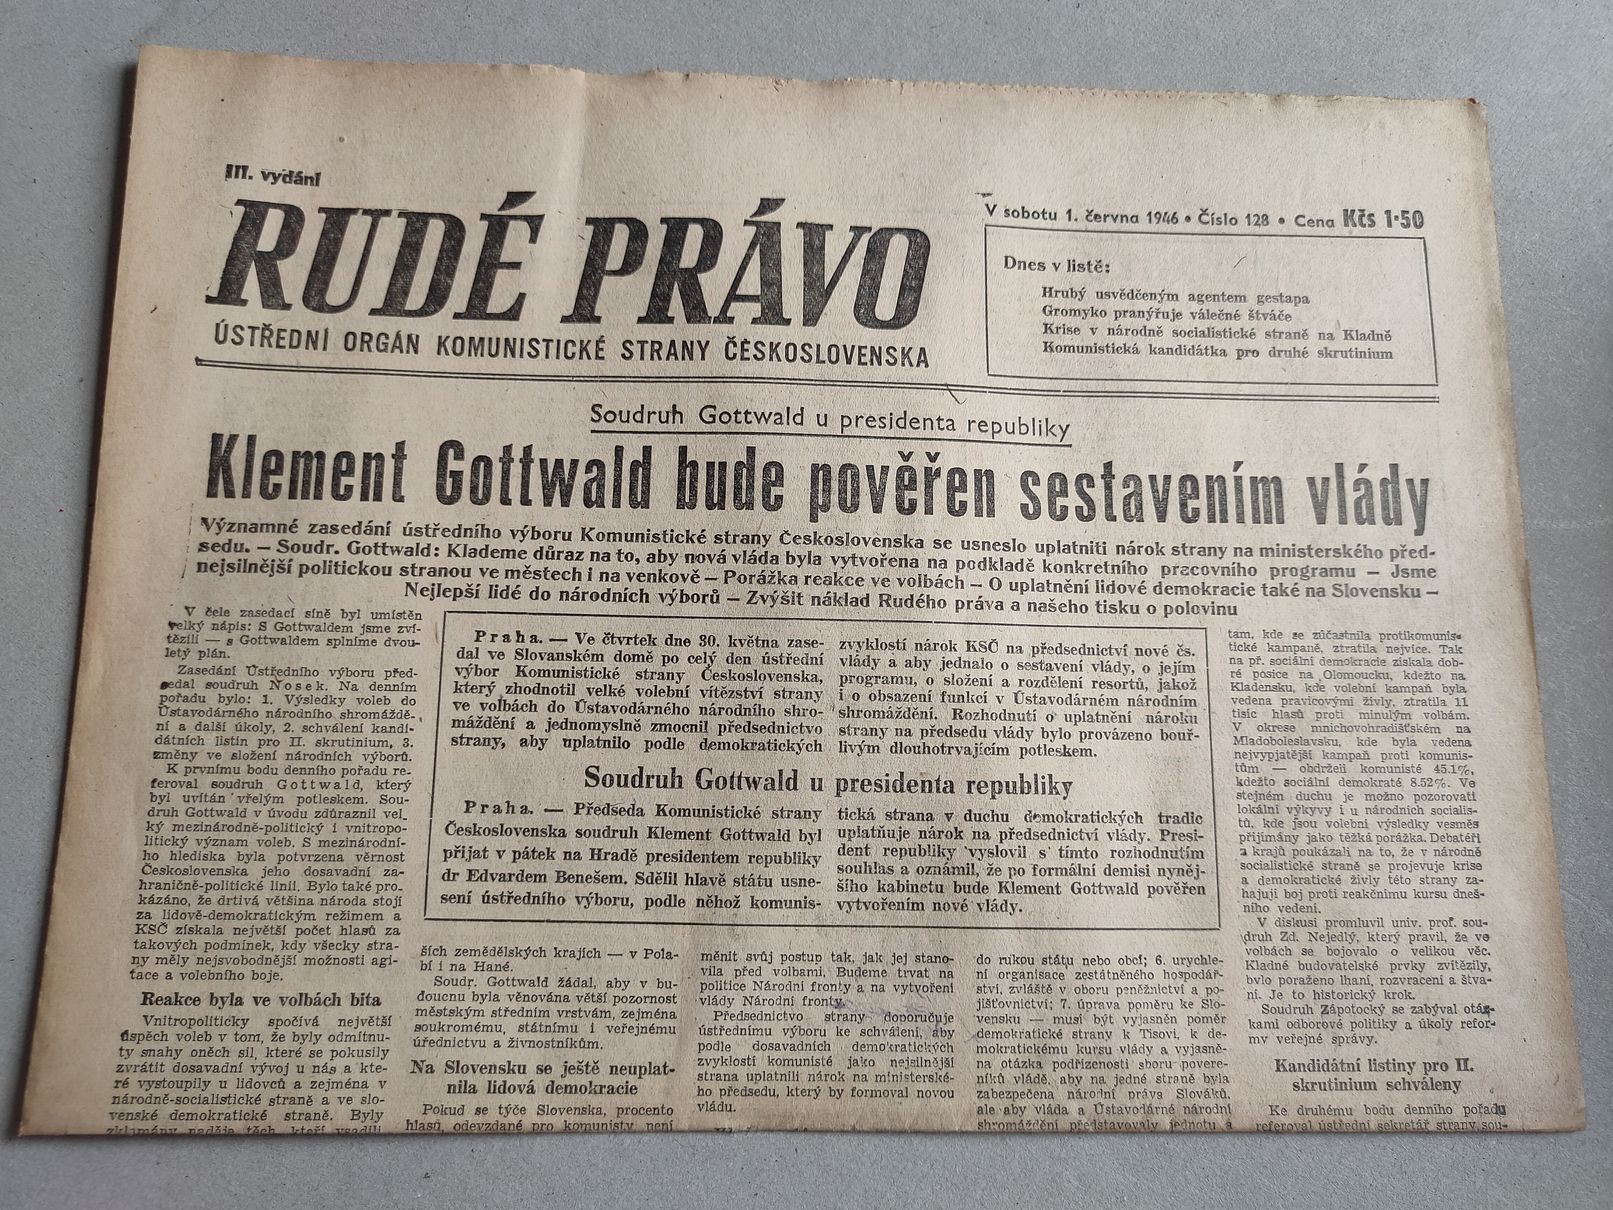 III. vydání
RUDÉ PRÁVO
ÚSTŘEDNÍ ORGÁN KOMUNISTICKÉ STRANY ČESKOSLOVENSKA
V sobotu 1. června 1946 • Číslo 128 • Cena Kčs 1·50
Dnes v listě:
Hrubý usvědčeným agentem gestapa
Gromyko pranýřuje válečné štváče
Krise v národně socialistické straně na Kladně
Komunistická kandidátka pro druhé skrutinium
Soudruh Gottwald u presidenta republiky
Klement Gottwald bude pověřen sestavením vlády
Významné zasedání ústředního výboru Komunistické strany Československa se usneslo uplatniti nárok strany na ministerského před-
sedu. — Soudr. Gottwald: Klademe důraz na to, aby nová vláda byla vytvořena na podkladě konkretního pracovního programu — Jsme
nejsilnější politickou stranou ve městech i na venkově — Porážka reakce ve volbách — O uplatnění lidové demokracie také na Slovensku —
Nejlepší lidé do národních výborů — Zvýšit náklad Rudého práva a našeho tisku o polovinu
V čele zasedací síně byl umístěn
velký nápis: S Gottwaldem jsme zví-
tězili — s Gottwaldem splníme dvou-
letý plán.
Zasedání Ústředního výboru před-
sedal soudruh Nosek. Na denním
pořadu bylo: 1. Výsledky voleb do
Ústavodárného národního shromáždě-
ní a další úkoly, 2. schválení kandi-
dátních listin pro II. skrutinium, 3.
změny ve složení národních výborů.
K prvnímu bodu denního pořadu re-
feroval soudruh Gottwald, který
byl uvítán vřelým potleskem. Sou-
druh Gottwald v úvodu zdůraznil vel-
ký mezinárodně-politický i vnitropo-
litický význam voleb. S mezinárodní-
ho hlediska byla potvrzena věrnost
Československa jeho dosavadní za-
hraničně-politické linii. Bylo také pro-
kázáno, že drtivá většina národa stojí
za lidově-demokratickým režimem a
KSČ získala největší počet hlasů za
takových podmínek, kdy všecky stra-
ny měly nejsvobodnější možnosti agi-
tace a volebního boje.
Reakce byla ve volbách bita
Vnitropoliticky spočívá největší
úspěch voleb v tom, že byly odmítnu-
ty snahy oněch sil, které se pokusily
zvrátit dosavadní vývoj u nás a kte-
ré vystoupily u lidovců a zejména v
národně-socialistické straně a ve slo-
venské demokratické straně. Byly
zklamány naděje těch, kteří vsadili
Praha. — Ve čtvrtek dne 30. května zase-
dal ve Slovanském domě po celý den ústřední
výbor Komunistické strany Československa,
který zhodnotil velké volební vítězství strany
ve volbách do Ústavodárného národního shro-
máždění a jednomyslně zmocnil předsednictvo
strany, aby uplatnilo podle demokratických
zvyklostí nárok KSČ na předsednictví nové čs.
vlády a aby jednalo o sestavení vlády, o jejím
programu, o složení a rozdělení resortů, jakož
i o obsazení funkcí v Ústavodárném národním
shromáždění. Rozhodnutí o uplatnění nároku
strany na předsedu vlády bylo provázeno bouř-
livým dlouhotrvajícím potleskem.
Soudruh Gottwald u presidenta republiky
Praha. — Předseda Komunistické strany
Československa soudruh Klement Gottwald byl
přijat v pátek na Hradě presidentem republiky
dr Edvardem Benešem. Sdělil hlavě státu usne-
sení ústředního výboru, podle něhož komunis-
tická strana v duchu demokratických tradic
uplatňuje nárok na předsednictví vlády. Presi-
dent republiky vyslovil s tímto rozhodnutím
souhlas a oznámil, že po formální demisi nyněj-
šího kabinetu bude Klement Gottwald pověřen
vytvořením nové vlády.
ších zemědělských krajích — v Pola-
bí i na Hané.
Soudr. Gottwald žádal, aby v bu-
doucnu byla věnována větší pozornost
městským středním vrstvám, zejména
soukromému, státnímu i veřejnému
úřednictvu a živnostníkům.
Na Slovensku se ještě neuplat-
nila lidová demokracie
Pokud se týče Slovenska, procento
hlasů, odevzdané pro komunisty není
měnit svůj postup tak, jak jej stano-
vila před volbami. Budeme trvat na
politice Národní fronty a na vytvoření
vlády Národní fronty.
Předsednictvo strany doporučuje
ústřednímu výboru ke schválení, aby
podle dosavadních demokratických
zvyklostí komunisté jako nejsilnější
strana uplatnili nárok na ministerské-
ho předsedu, který by formoval novou
vládu.
do rukou státu nebo obcí; 6. urychle-
ní organisace zestátněného hospodář-
ství, zvláště v oboru peněžnictví a po-
jišťovnictví; 7. úprava poměru ke Slo-
vensku — musí být vyjasněn poměr
demokratické strany k Tisovi, k de-
mokratickému kursu vlády a vyjasně-
na otázka podřízenosti sboru pověre-
níků vládě, aby na jedné straně byla
zabezpečena národní práva Slováků,
ale aby vláda a Ústavodárné národní
shromáždění představovaly jednotu a
tam, kde se zúčastnila protikomunis-
tické kampaně, ztratila nejvíce. Tak
na př. sociální demokracie získala dob-
ré posice na Olomoucku, kdežto na
Kladensku, kde volební kampaň byla
vedena pravicovými živly, ztratila 11
tisíc hlasů proti minulým volbám.
V okrese mnichovohradišťském na
Mladoboleslavsku, kde byla vedena
nejvypjatější kampaň proti komunis-
tům — obdrželi komunisté 45.1%,
kdežto sociální demokraté 8.52%. Ve
stejném duchu je možno pozorovati
lokální výkyvy i u národních socialis-
tů, kde jsou volební výsledky vesměs
přijímány jako těžká porážka. Debatéři
z krajů poukázali na to, že v národně
socialistické straně se projevuje krise
a demokratické živly této strany za-
hajují boj proti reakčnímu kursu dneš-
ního vedení.
V diskusi promluvil univ. prof. sou-
druh Zd. Nejedlý, který pravil, že ve
volbách se bojovalo o velikou věc.
Kladné budovatelské prvky zvítězily,
bylo poraženo lhaní, rozvracení a štva-
ní. Je to historický krok.
Soudruh Zápotocký se zabýval otáz-
kami odborové politiky a úkoly refor-
my veřejné správy.
Kandidátní listiny pro II.
skrutinium schváleny
Ke druhému bodu denního pořadu
referoval ústřední sekretář strany sou-